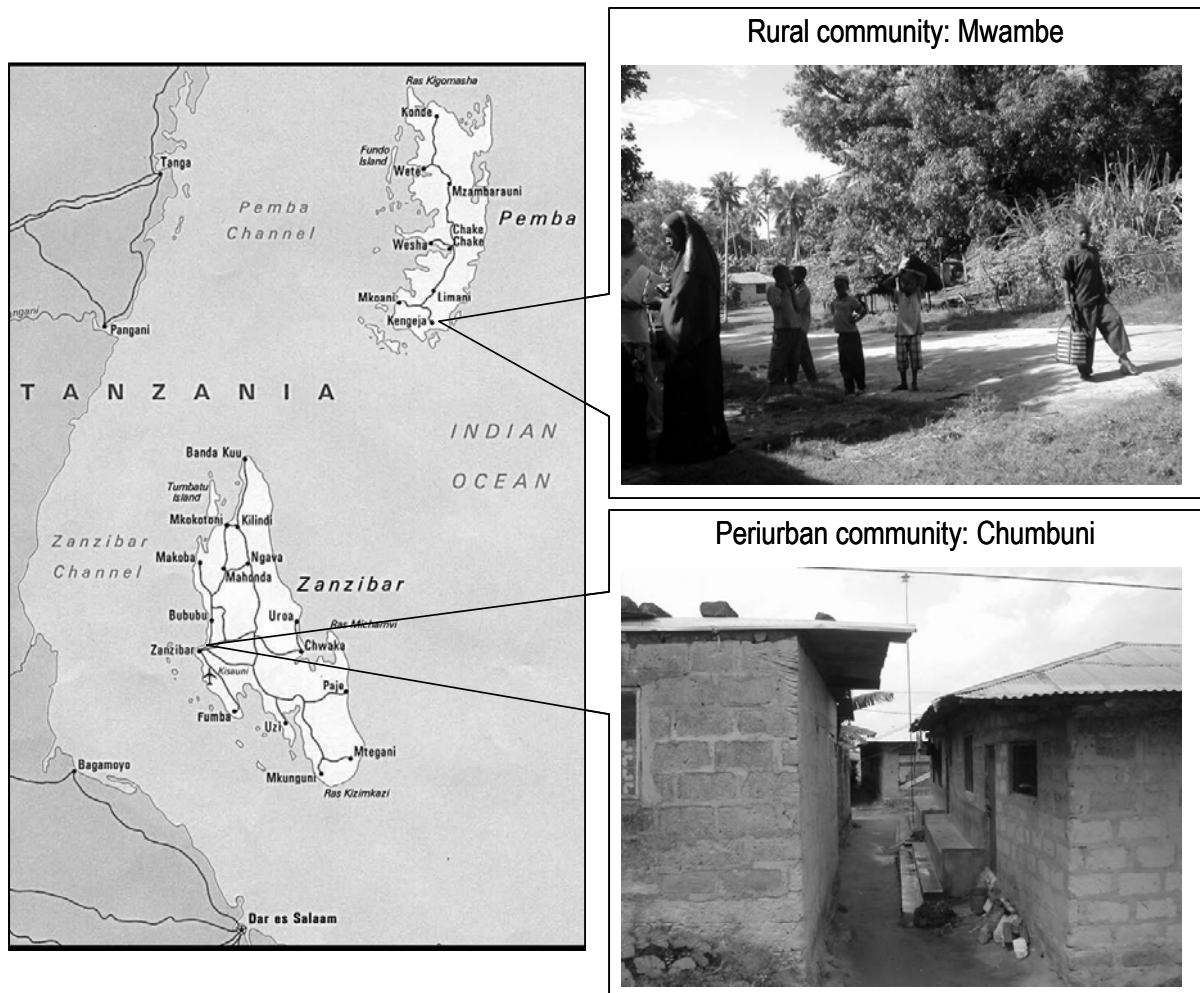 Rural community: Mwambe
Ras Kigomasha
Konde
Fundo
Island
Wete
Tanga
Mzambarauni
Pemba
Channel
Pemba
Chake
Chake
Wesha
Mkoani
Limani
Kengeja
ngani
Pangani
TANZANIA
INDIAN
OCEAN
Banda Kuu
Tumbatu
Island
Mkokotoni
Kilindi
Zanzibar
Channel
Makoba
Ngava
Mahonda
Zanzibar
Bububu
Uroa
Ras Michamvi
Zanzibar
Chwaka
Kisauni
Paje
Fumba
Uzi
Mtegani
Mkunguni
Ras Kizimkazi
Bagamoyo
Dar es Salaam
Periurban community: Chumbuni